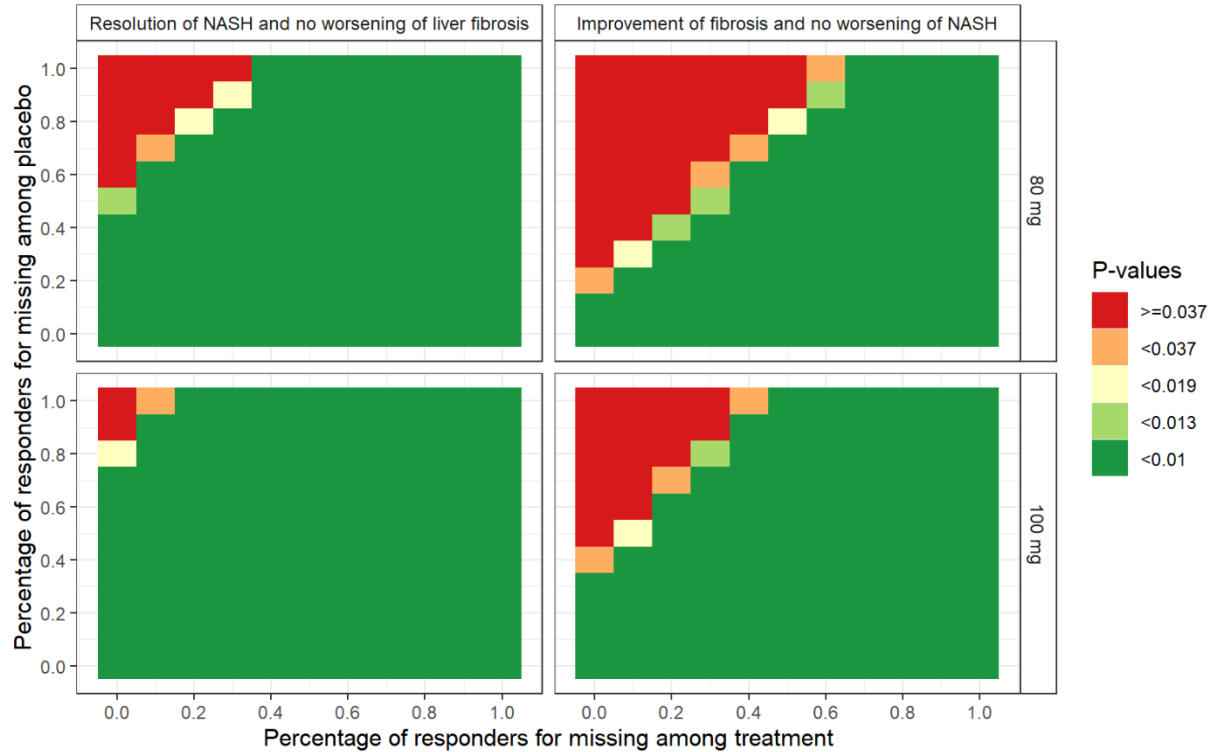 Resolution of NASH and no worsening of liver fibrosis
Improvement of fibrosis and no worsening of NASH
Percentage of responders for missing among placebo
1.0
0.8
0.6
0.4
0.2
0.0
80 mg
1.0
0.8
0.6
0.4
0.2
0.0
100 mg
0.0 0.2 0.4 0.6 0.8 1.0
0.0 0.2 0.4 0.6 0.8 1.0
Percentage of responders for missing among treatment
P-values
>=0.037
<0.037
<0.019
<0.013
<0.01